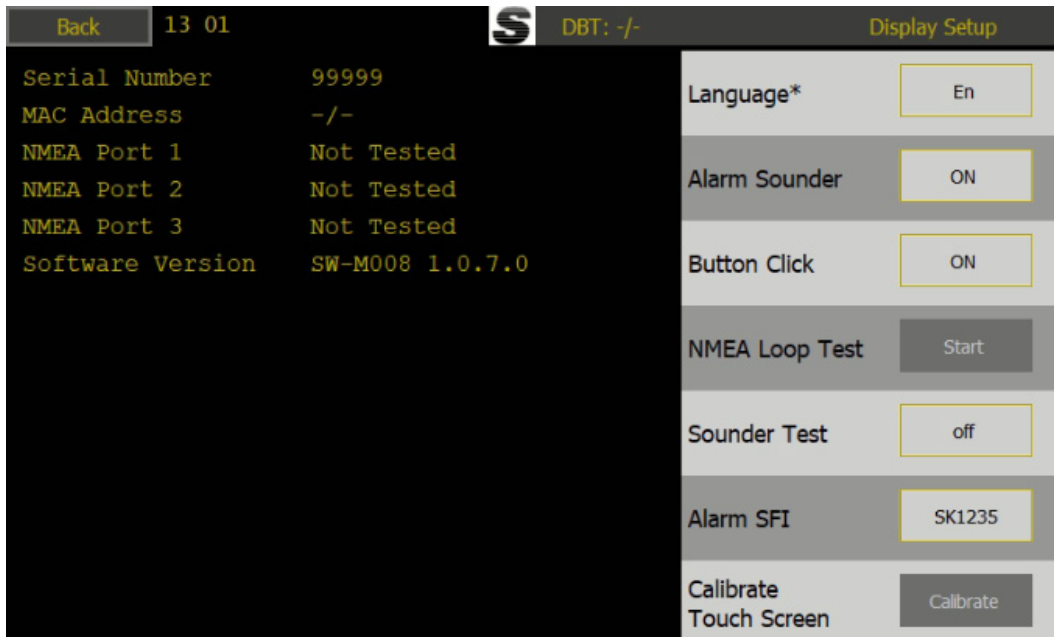 Back 13 01 S DBT: -/- Display Setup
Serial Number 99999
MAC Address -/-
NMEA Port 1 Not Tested
NMEA Port 2 Not Tested
NMEA Port 3 Not Tested
Software Version SW-M008 1.0.7.0
Language* En
Alarm Sounder ON
Button Click ON
NMEA Loop Test Start
Sounder Test off
Alarm SFI SK1235
Calibrate
Touch Screen Calibrate